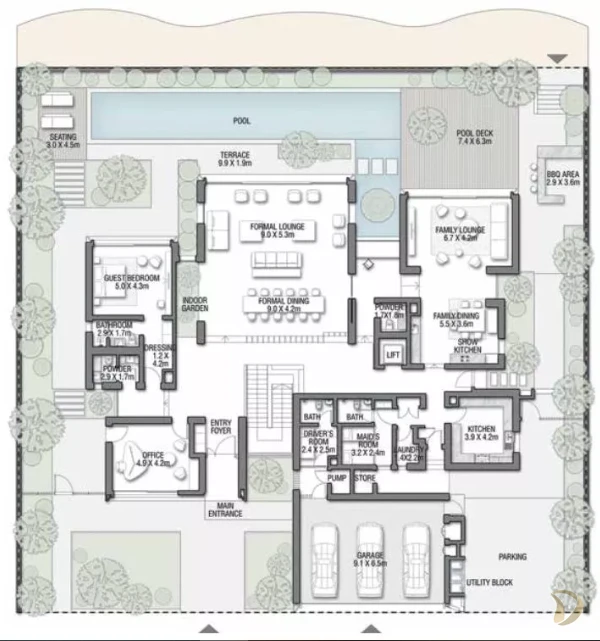 POOL
SEATING
3.0 X 4.5m
POOL DECK
7.4 X 6.3m
TERRACE
9.9 X 1.9m
BBQ AREA
2.9 X 3.6m
FORMAL LOUNGE
9.0 X 5.3m
FAMILY LOUNGE
6.7 X 4.2m
GUEST BEDROOM
5.0 X 4.3m
INDOOR
GARDEN
FORMAL DINING
9.0 X 4.2m
POWDER
1.7X1.8m
FAMILY DINING
5.5 X 3.6m
BATHROOM
2.9 X 1.7m
DRESSING
1.2 X
4.2m
SHOW
KITCHEN
LIFT
POWDER
2.9 X 1.7m
ENTRY
FOYER
BATH
BATH
OFFICE
4.9 X 4.2m
DRIVER'S
ROOM
2.4 X 2.5m
MAID'S
ROOM
3.2 X 2.4m
LAUNDRY
KITCHEN
3.9 X 4.2m
PUMP
STORE
MAIN
ENTRANCE
GARAGE
9.1 X 6.5m
PARKING
UTILITY BLOCK